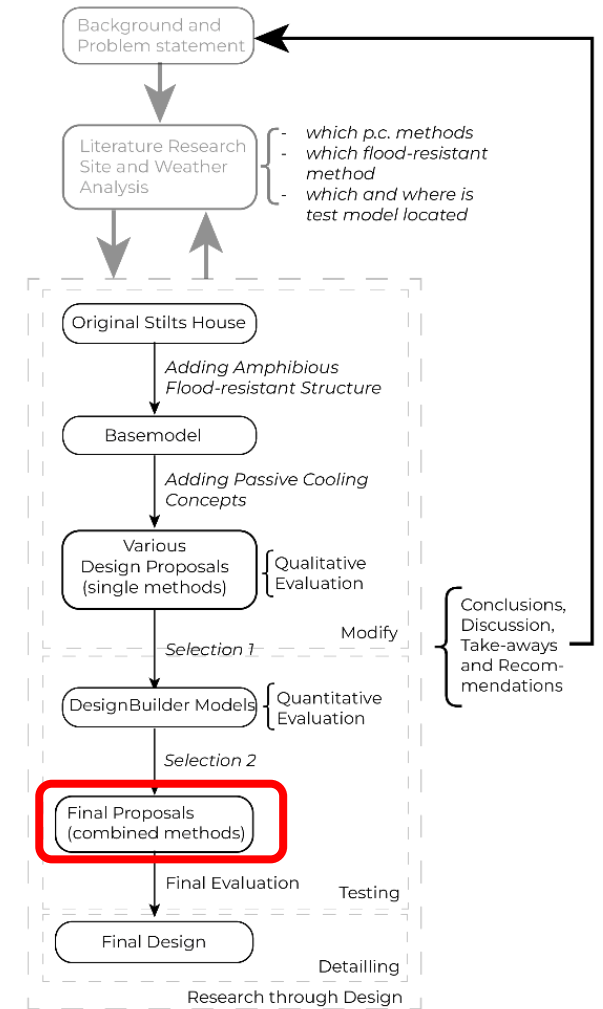 Background and
Problem statement
Literature Research
Site and Weather
Analysis
- which p.c. methods
- which flood-resistant
method
- which and where is
test model located
Original Stilts House
Adding Amphibious
Flood-resistant Structure
Basemodel
Adding Passive Cooling
Concepts
Various
Design Proposals
(single methods)
Qualitative
Evaluation
Modify
Selection 1
DesignBuilder Models
Quantitative
Evaluation
Selection 2
Final Proposals
(combined methods)
Final Evaluation
Testing
Final Design
Detailling
Research through Design
Conclusions,
Discussion,
Take-aways
and Recom-
mendations